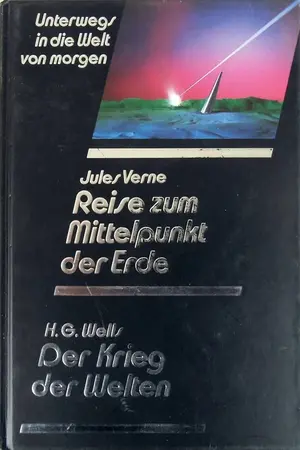 Unterwegs
in die Welt
von morgen
Jules Verne
Reise zum
Mittelpunkt
der Erde
H. G. Wells
Der Krieg
der Welten